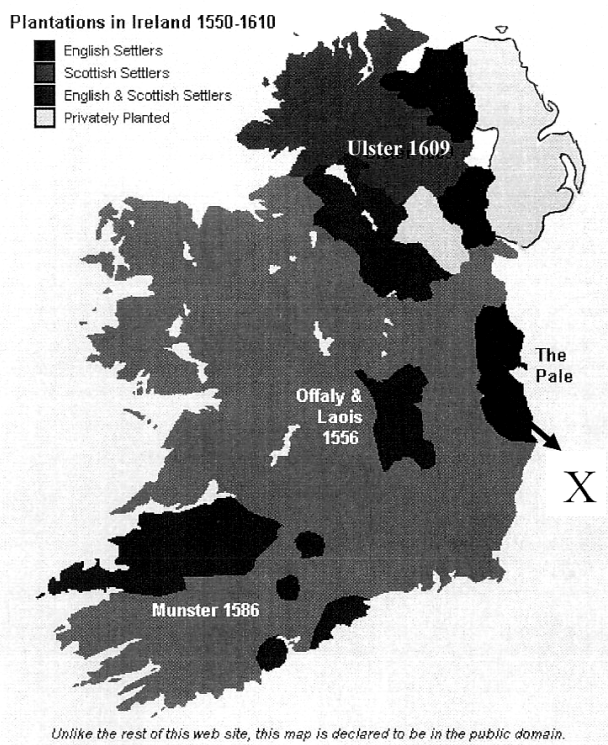 Plantations in Ireland 1550-1610
English Settlers
Scottish Settlers
English & Scottish Settlers
Privately Planted
Ulster 1609
The
Pale
Offaly &
Laois
1556
X
Munster 1586
Unlike the rest of this web site, this map is declared to be in the public domain.